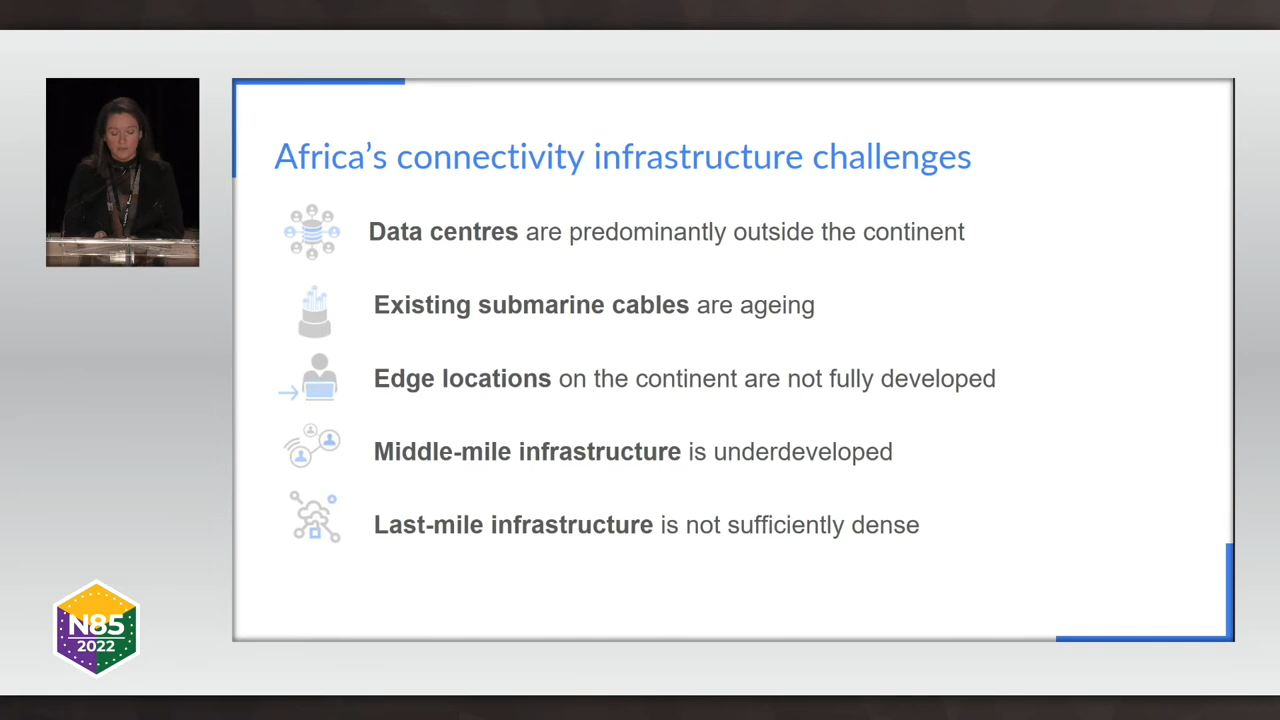 Africa’s connectivity infrastructure challenges
Data centres are predominantly outside the continent
Existing submarine cables are ageing
Edge locations on the continent are not fully developed
Middle-mile infrastructure is underdeveloped
Last-mile infrastructure is not sufficiently dense
N85
2022